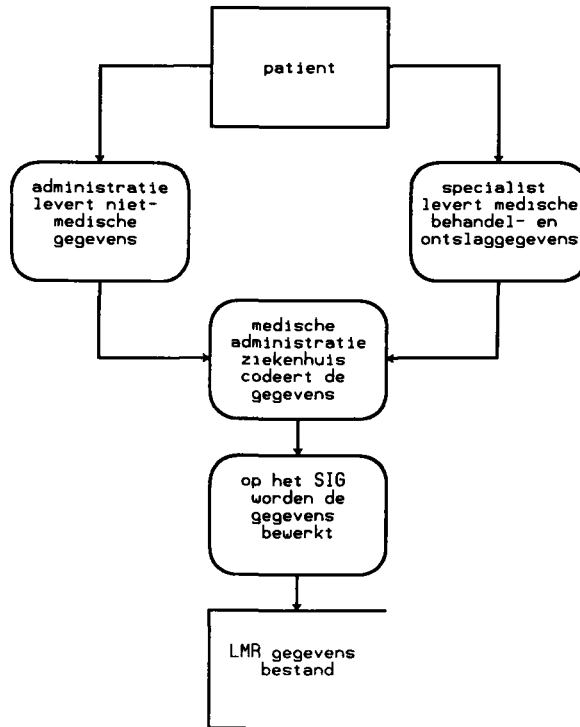 patient
administratie
levert niet-
medische
gegevens
specialist
levert medische
behandel- en
ontslaggegevens
medische
administratie
ziekenhuis
codeert de
gegevens
op het SIG
worden de
gegevens
bewerkt
LMR gegevens
bestand